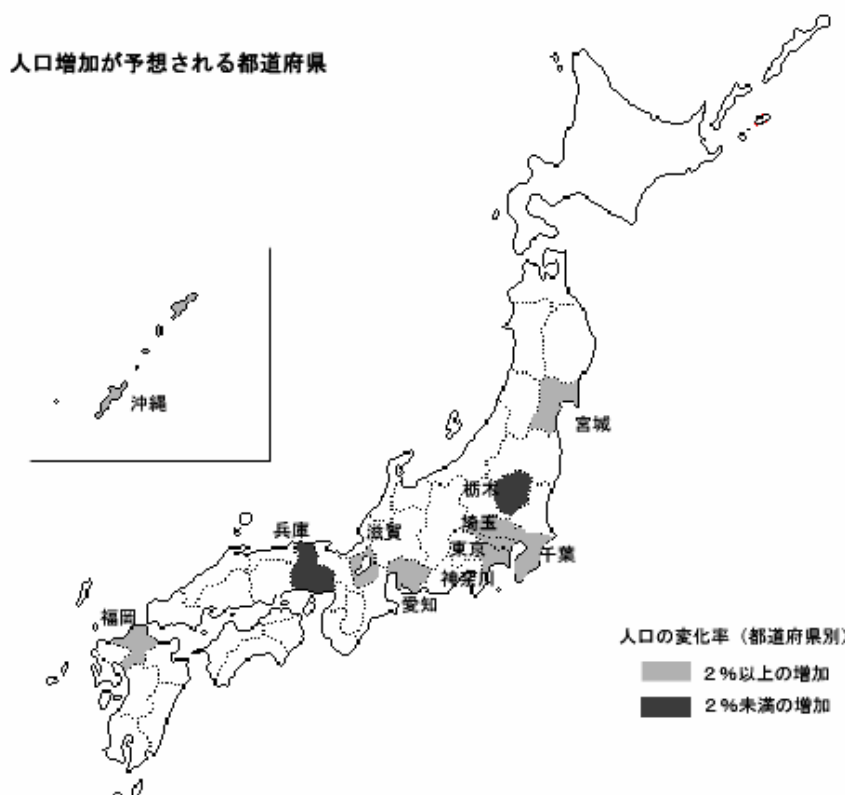 人口増加が予想される都道府県
沖縄
宮城
栃木
埼玉
兵庫
滋賀
東京
千葉
神奈川
愛知
福岡
人口の変化率（都道府県別）
２％以上の増加
２％未満の増加